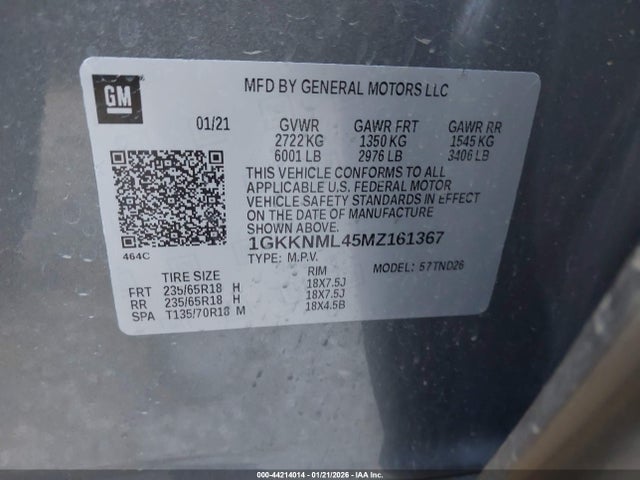 GM
MFD BY GENERAL MOTORS LLC
01/21 GVWR GAWR FRT GAWR RR
2722 KG 1350 KG 1545 KG
6001 LB 2976 LB 3406 LB
THIS VEHICLE CONFORMS TO ALL
APPLICABLE U.S. FEDERAL MOTOR
VEHICLE SAFETY STANDARDS IN EFFECT
ON THE DATE OF MANUFACTURE
SHOWN ABOVE.
464C
1GKKNML45MZ161367
TYPE: M.P.V. MODEL: 57TND26
TIRE SIZE RIM
FRT 235/65R18 H 18X7.5J
RR 235/65R18 H 18X7.5J
SPA T135/70R18 M 18X4.5B
000-44214014 - 01/21/2026 - IAA Inc.